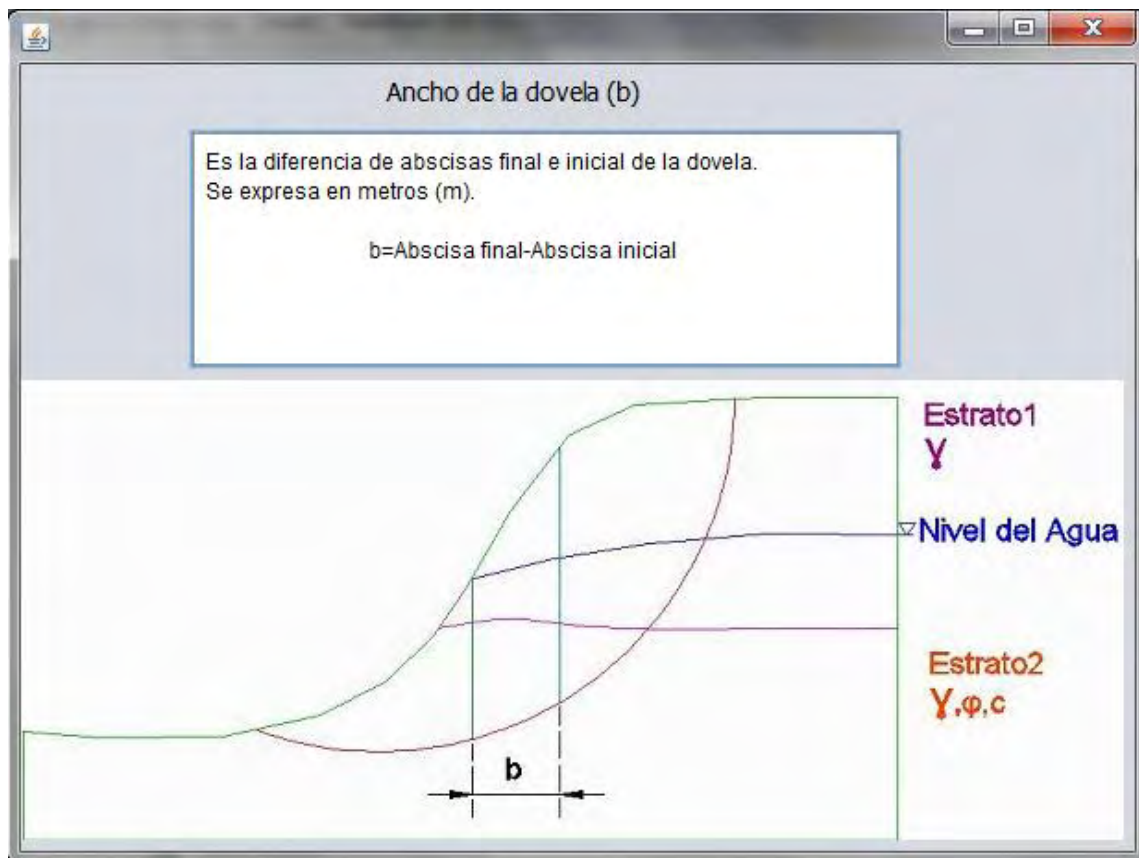 Ancho de la dovela (b)
Es la diferencia de abscisas final e inicial de la dovela.
Se expresa en metros (m).
b=Abscisa final-Abscisa inicial
Estrato1
γ
Nivel del Agua
Estrato2
γ,φ,c
b